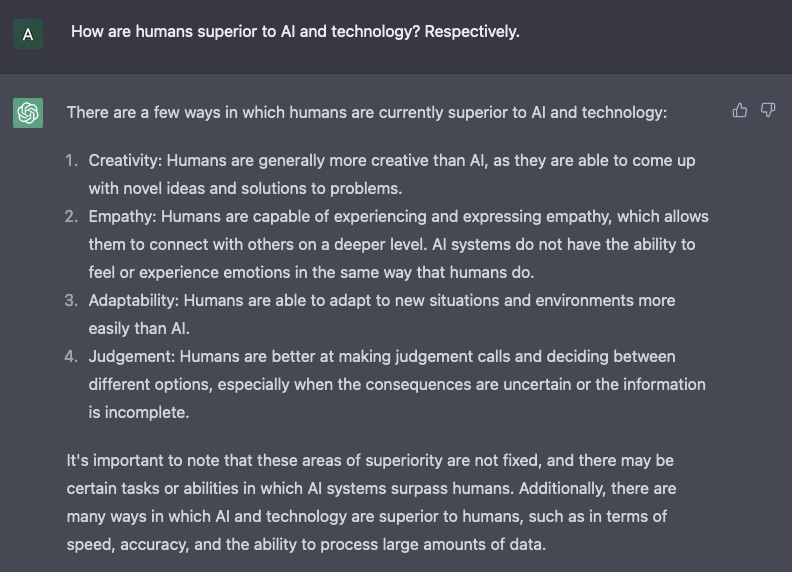 A
How are humans superior to AI and technology? Respectively.
There are a few ways in which humans are currently superior to AI and technology:
1. Creativity: Humans are generally more creative than AI, as they are able to come up
with novel ideas and solutions to problems.
2. Empathy: Humans are capable of experiencing and expressing empathy, which allows
them to connect with others on a deeper level. AI systems do not have the ability to
feel or experience emotions in the same way that humans do.
3. Adaptability: Humans are able to adapt to new situations and environments more
easily than AI.
4. Judgement: Humans are better at making judgement calls and deciding between
different options, especially when the consequences are uncertain or the information
is incomplete.
It's important to note that these areas of superiority are not fixed, and there may be
certain tasks or abilities in which AI systems surpass humans. Additionally, there are
many ways in which AI and technology are superior to humans, such as in terms of
speed, accuracy, and the ability to process large amounts of data.